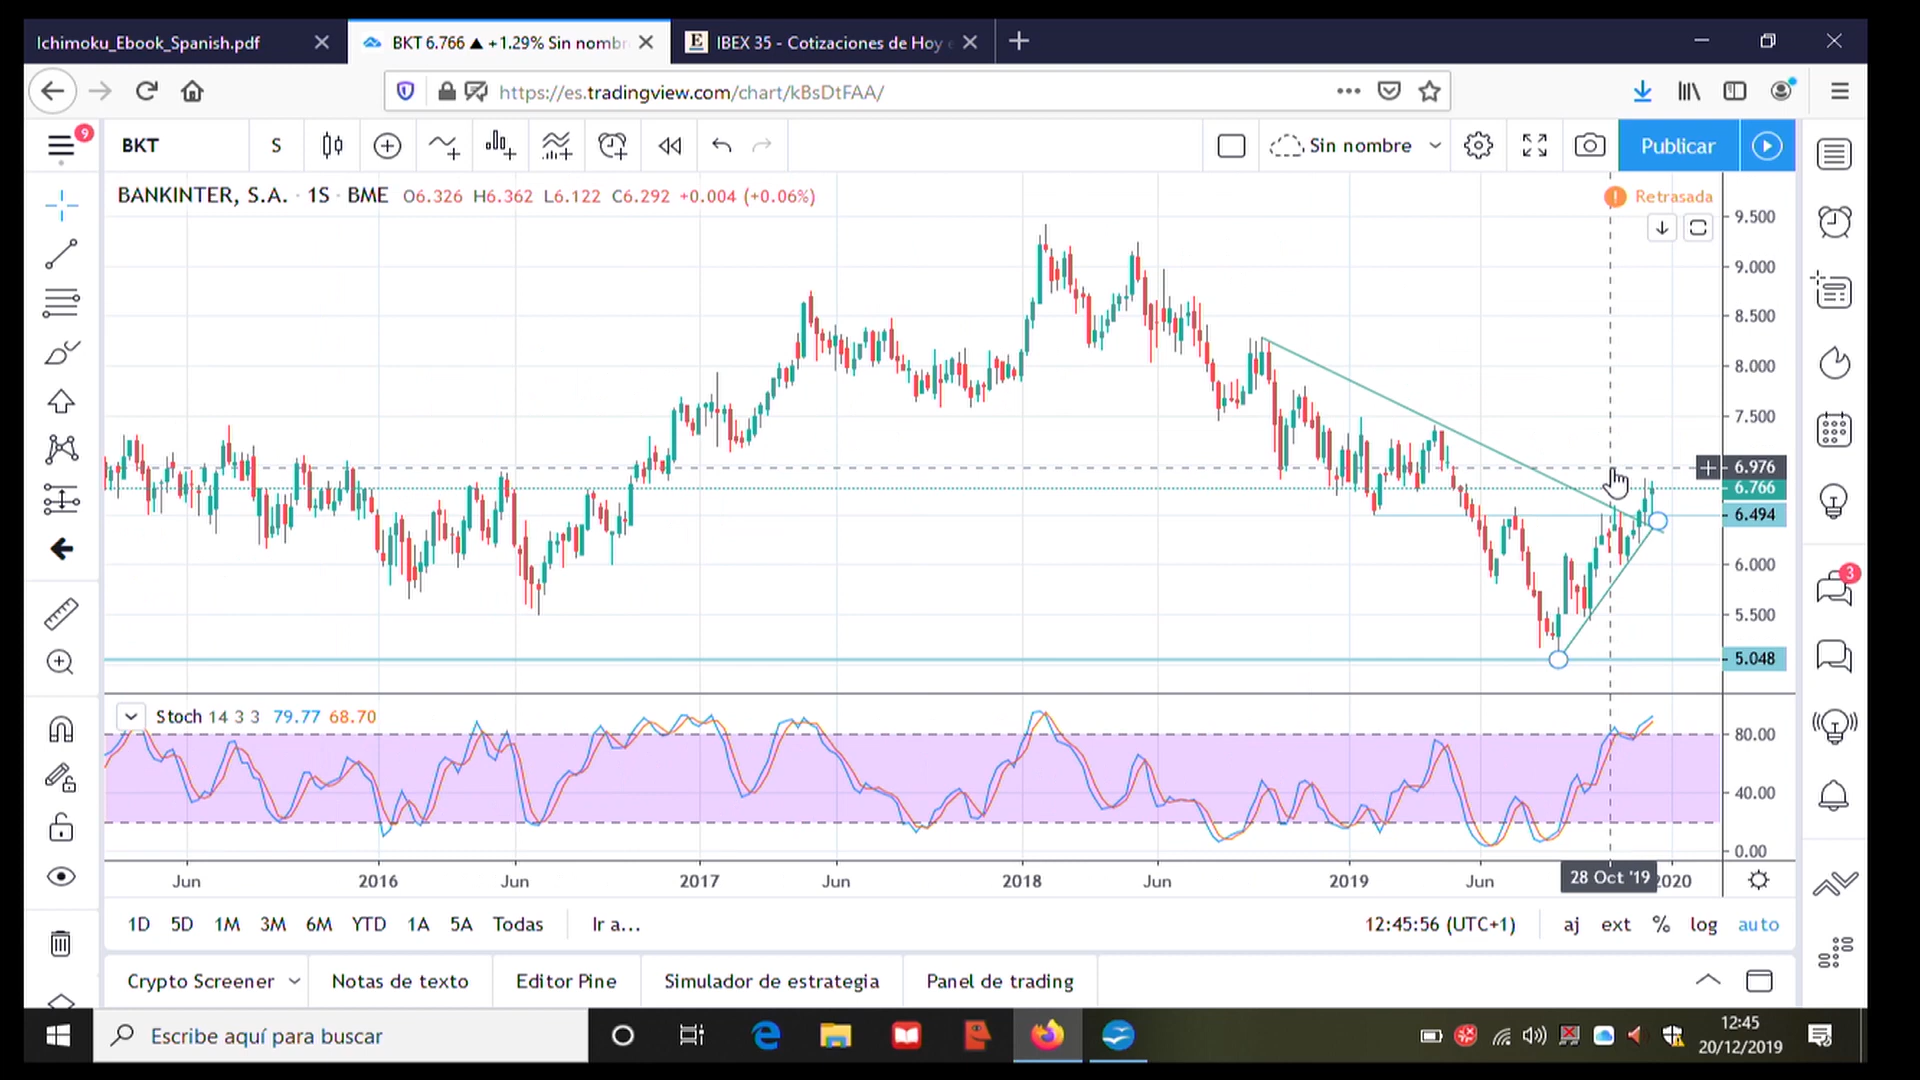 Ichimoku_Ebook_Spanish.pdf
BKT 6.766 ▲ +1.29% Sin nombr
IBEX 35 - Cotizaciones de Hoy e
https://es.tradingview.com/chart/kBsDtFAA/
9
BKT
S
Sin nombre
Publicar
BANKINTER, S.A. · 1S · BME O6.326 H6.362 L6.122 C6.292 +0.004 (+0.06%)
Retrasada
9.500
9.000
8.500
8.000
7.500
6.976
6.766
6.494
6.000
5.500
5.048
3
Stoch 14 3 3 79.77 68.70
80.00
40.00
0.00
Jun 2016 Jun 2017 Jun 2018 Jun 2019 Jun 28 Oct '19 2020
1D 5D 1M 3M 6M YTD 1A 5A Todas Ir a... 12:45:56 (UTC+1) aj ext % log auto
Crypto Screener Notas de texto Editor Pine Simulador de estrategia Panel de trading
Escribe aquí para buscar
12:45
20/12/2019